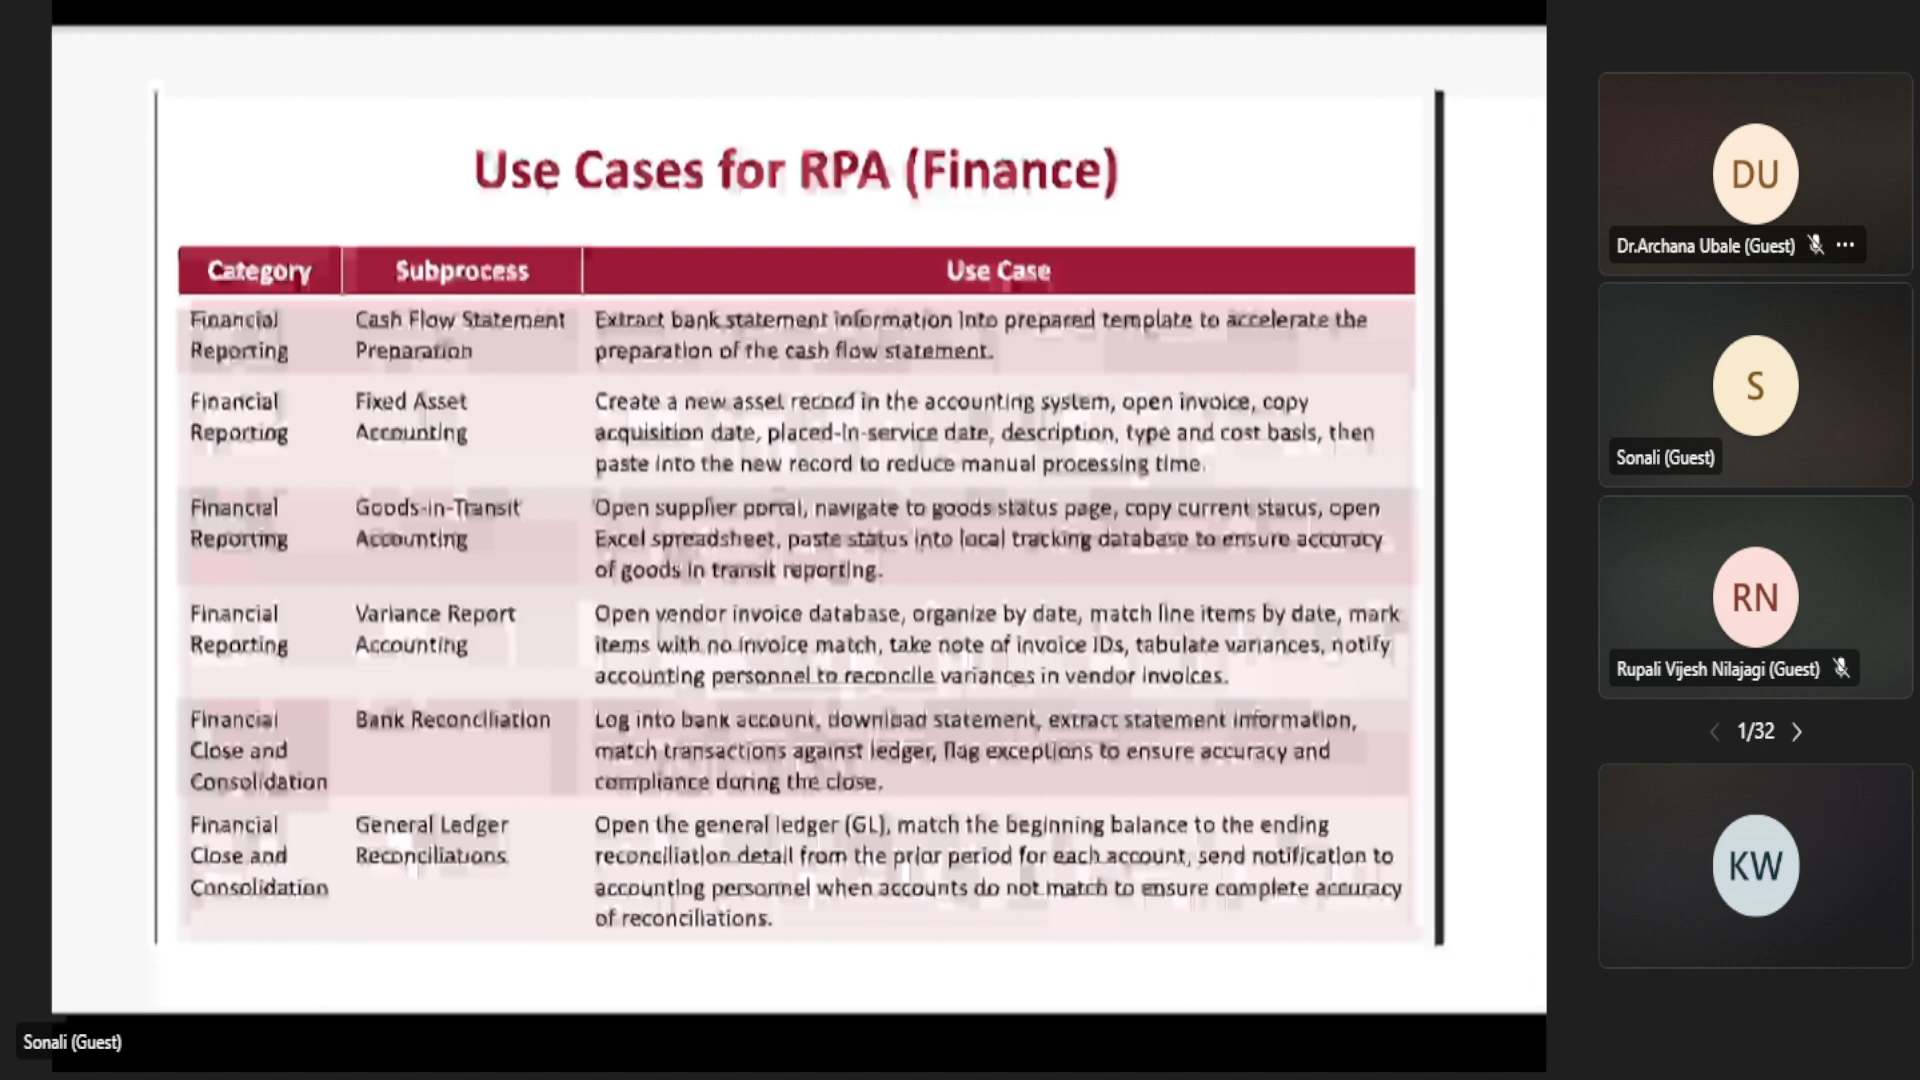 Use Cases for RPA (Finance)
Category Subprocess Use Case
Financial Reporting
Cash Flow Statement Preparation
Extract bank statement information into prepared template to accelerate the
preparation of the cash flow statement.
Financial Reporting
Fixed Asset Accounting
Create a new asset record in the accounting system, open invoice, copy
acquisition date, placed-in-service date, description, type and cost basis, then
paste into the new record to reduce manual processing time.
Financial Reporting
Goods-in-Transit Accounting
Open supplier portal, navigate to goods status page, copy current status, open
Excel spreadsheet, paste status into local tracking database to ensure accuracy
of goods in transit reporting.
Financial Reporting
Variance Report Accounting
Open vendor invoice database, organize by date, match line items by date, mark
items with no invoice match, take note of invoice IDs, tabulate variances, notify
accounting personnel to reconcile variances in vendor invoices.
Financial Close and Consolidation
Bank Reconciliation
Log into bank account, download statement, extract statement information,
match transactions against ledger, flag exceptions to ensure accuracy and
compliance during the close.
Financial Close and Consolidation
General Ledger Reconciliations
Open the general ledger (GL), match the beginning balance to the ending
reconciliation detail from the prior period for each account, send notification to
accounting personnel when accounts do not match to ensure complete accuracy
of reconciliations.
DU
Dr.Archana Ubale (Guest)
S
Sonali (Guest)
RN
Rupali Vijesh Nilajagi (Guest)
1/32
KW
Sonali (Guest)